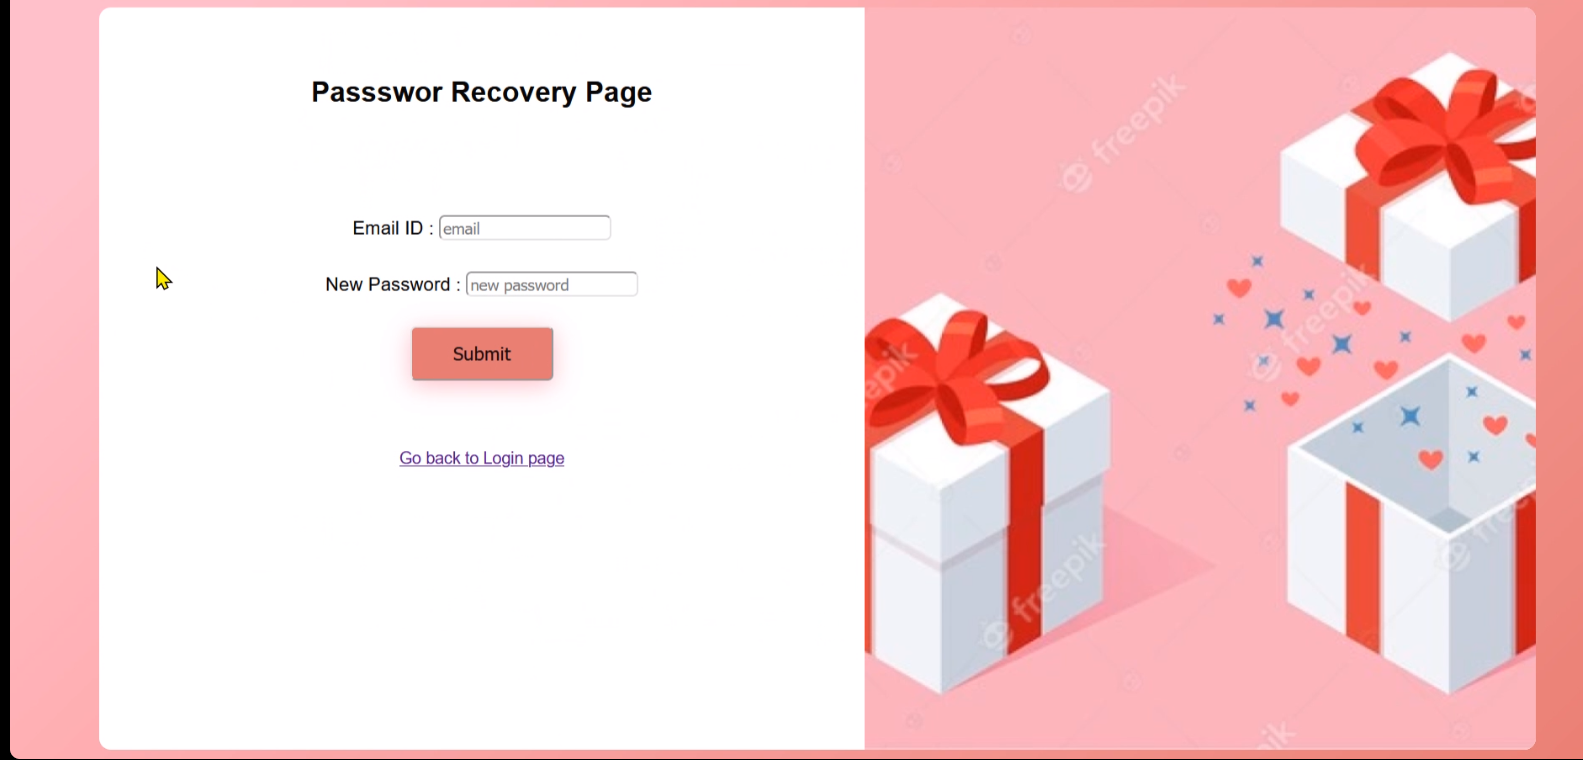 Passswor Recovery Page
Email ID : email
New Password : new password
Submit
Go back to Login page
freepik
freepik
freepik
freepik